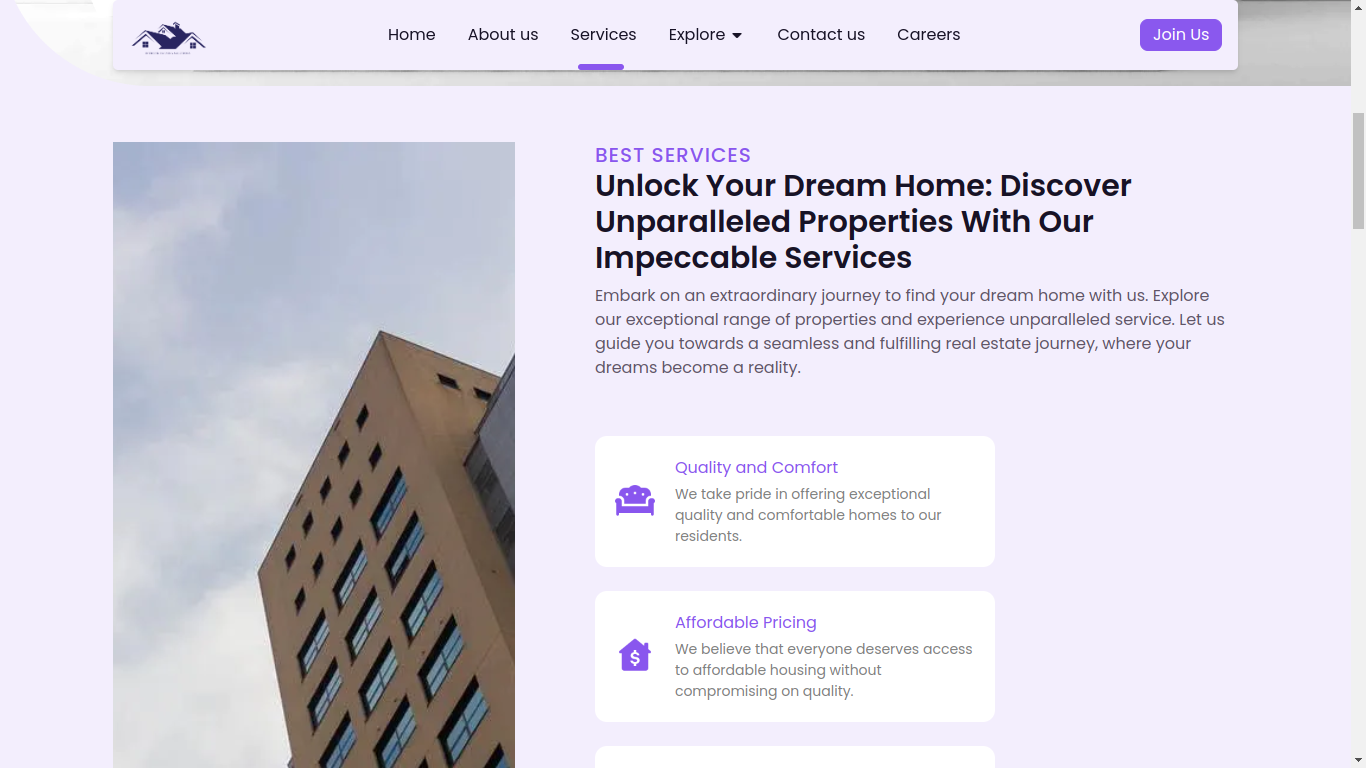 Home About us Services Explore Contact us Careers Join Us
BEST SERVICES
Unlock Your Dream Home: Discover
Unparalleled Properties With Our
Impeccable Services
Embark on an extraordinary journey to find your dream home with us. Explore
our exceptional range of properties and experience unparalleled service. Let us
guide you towards a seamless and fulfilling real estate journey, where your
dreams become a reality.
Quality and Comfort
We take pride in offering exceptional
quality and comfortable homes to our
residents.
Affordable Pricing
We believe that everyone deserves access
to affordable housing without
compromising on quality.